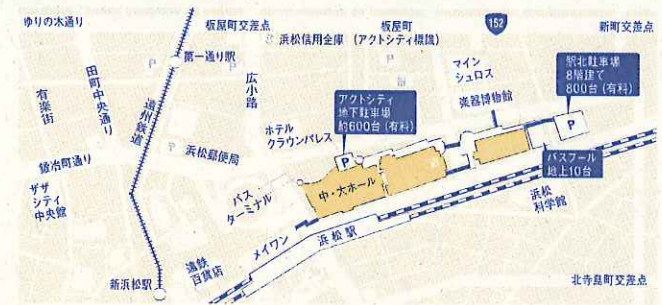 ゆりの木通り
板屋町交差点
板屋町
152
新町交差点
浜松信用金庫 (アクトシティ標識)
第一通り駅
広小路
田町中央通り
有楽街
遠州鉄道
マイン
シュロス
楽器博物館
駅北駐車場
8階建て
800台(有料)
P
アクトシティ
地下駐車場
約600台(有料)
P
ホテル
クラウンパレス
浜松郵便局
鍛冶町通り
ザザ
シティ
中央館
バス
ターミナル
中・大ホール
バスプール
地上10台
浜松
科学館
浜松駅
メイワン
遠鉄
百貨店
新浜松駅
北寺島町交差点